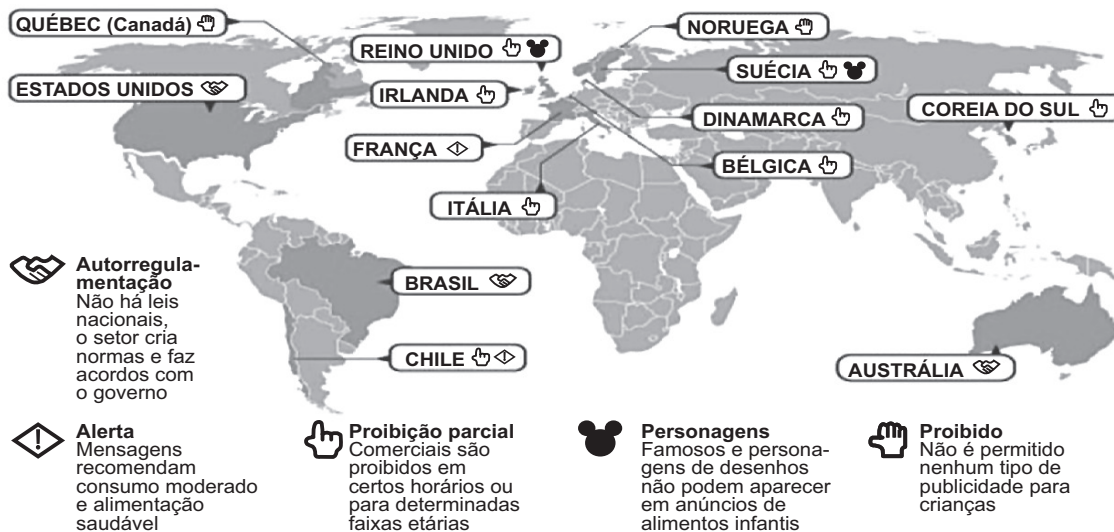 QUÉBEC (Canadá)
NORUEGA
REINO UNIDO
SUÉCIA
ESTADOS UNIDOS
IRLANDA
COREIA DO SUL
DINAMARCA
FRANÇA
BÉLGICA
ITÁLIA
BRASIL
CHILE
AUSTRÁLIA
Autorregula-
mentação
Não há leis
nacionais,
o setor cria
normas e faz
acordos com
o governo
Alerta
Mensagens
recomendam
consumo moderado
e alimentação
saudável
Proibição parcial
Comerciais são
proibidos em
certos horários ou
para determinadas
faixas etárias
Personagens
Famosos e persona-
gens de desenhos
não podem aparecer
em anúncios de
alimentos infantis
Proibido
Não é permitido
nenhum tipo de
publicidade para
crianças